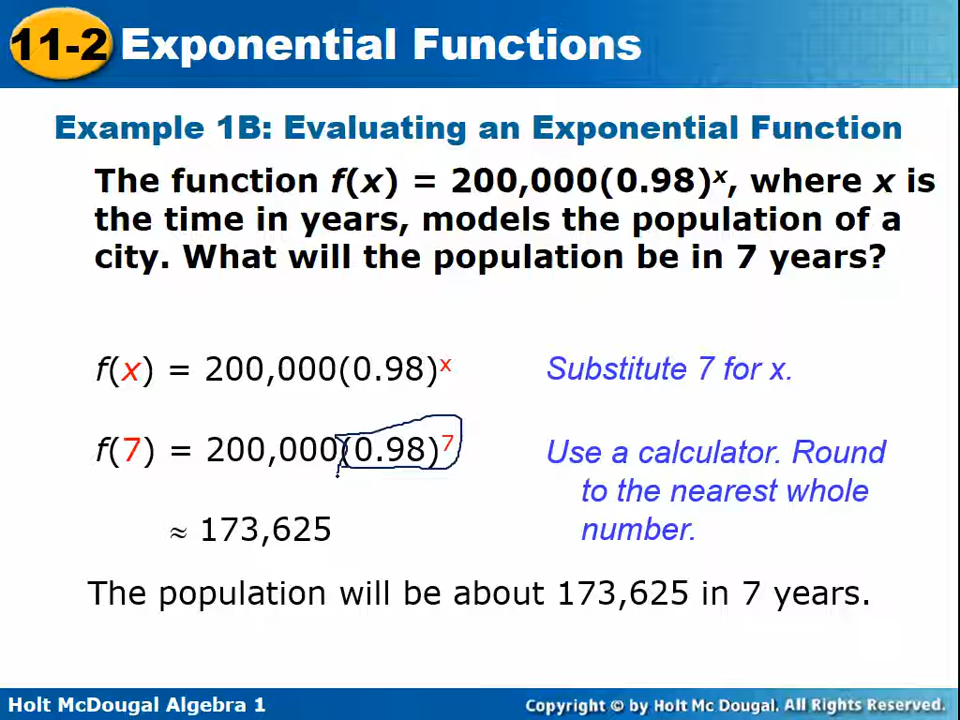 11-2 Exponential Functions
Example 1B: Evaluating an Exponential Function
The function f(x) = 200,000(0.98)ˣ, where x is
the time in years, models the population of a
city. What will the population be in 7 years?
f(x) = 200,000(0.98)ˣ Substitute 7 for x.
f(7) = 200,000(0.98)⁷ Use a calculator. Round
to the nearest whole
≈ 173,625 number.
The population will be about 173,625 in 7 years.
Holt McDougal Algebra 1 Copyright © by Holt Mc Dougal. All Rights Reserved.